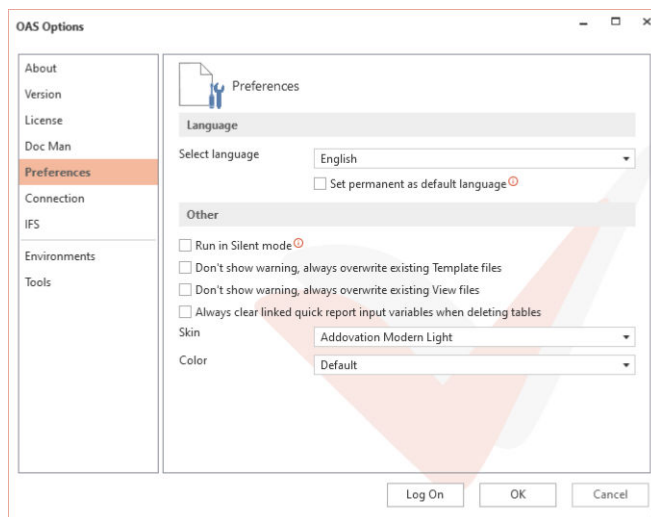 OAS Options
About
Version
License
Doc Man
Preferences
Connection
IFS
Environments
Tools
Preferences
Language
Select language
English
Set permanent as default language
Other
Run in Silent mode
Don't show warning, always overwrite existing Template files
Don't show warning, always overwrite existing View files
Always clear linked quick report input variables when deleting tables
Skin
Addovation Modern Light
Color
Default
Log On
OK
Cancel